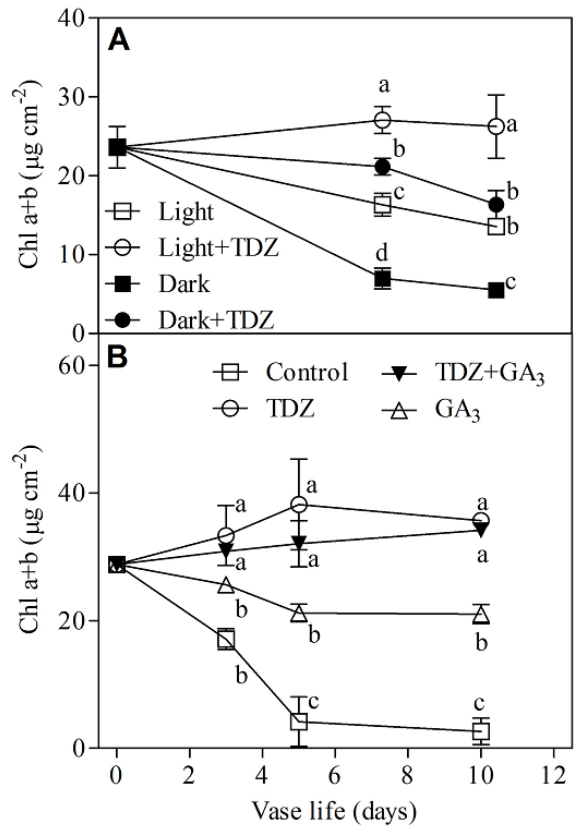 A
Chl a+b (µg cm⁻²)
40
30
20
10
0
a
a
b
b
c
b
d
c
Light
Light+TDZ
Dark
Dark+TDZ
B
Chl a+b (µg cm⁻²)
60
40
20
0
Control
TDZ
TDZ+GA₃
GA₃
a
a
a
a
a
a
b
b
b
b
c
c
0 2 4 6 8 10 12
Vase life (days)